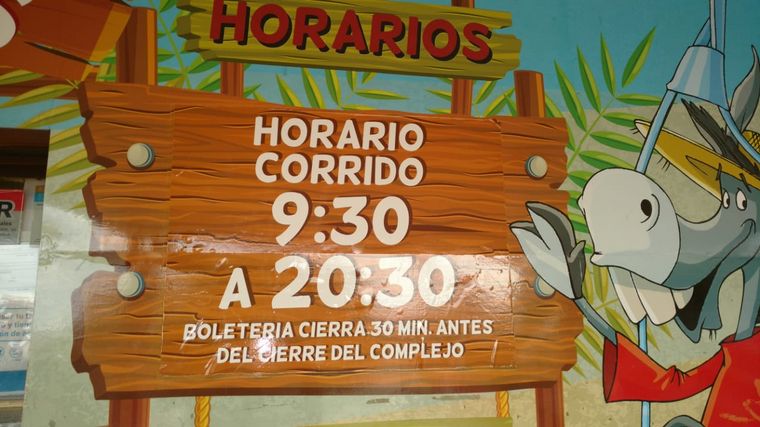 HORARIOS
HORARIO
CORRIDO
9:30
A 20:30
BOLETERIA CIERRA 30 MIN. ANTES
DEL CIERRE DEL COMPLEJO